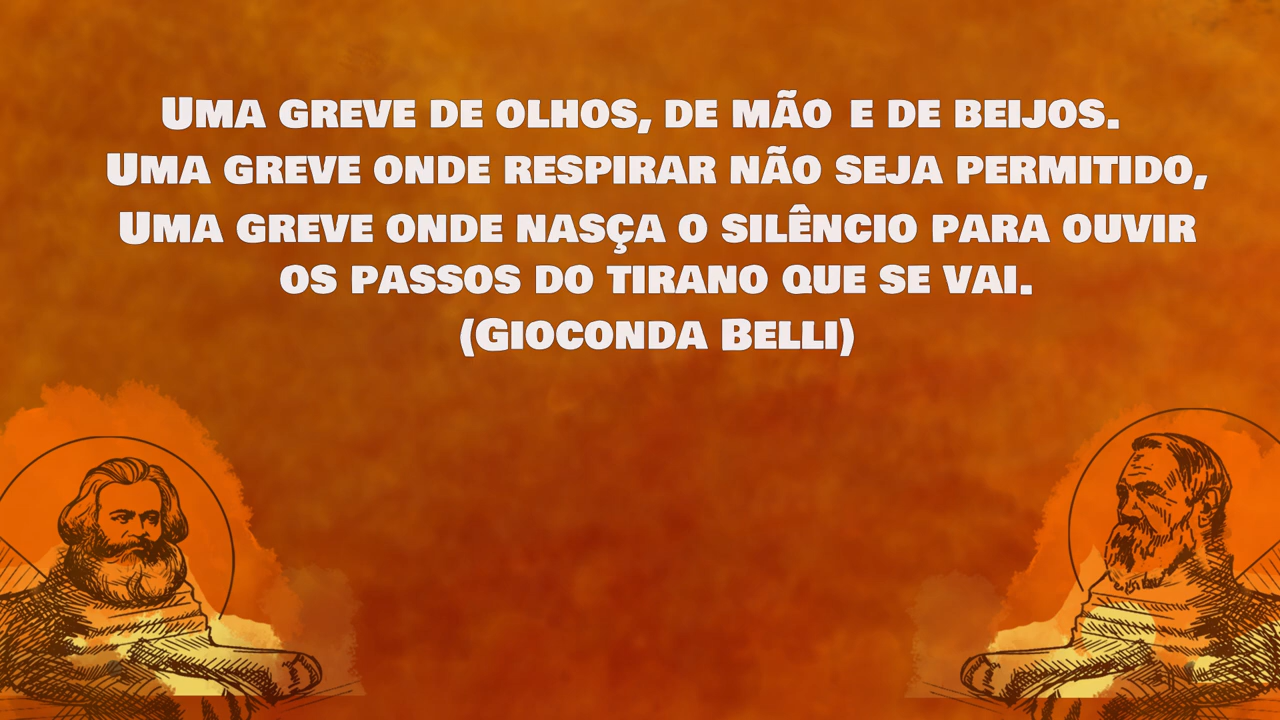 Uma greve de olhos, de mão e de beijos.
Uma greve onde respirar não seja permitido,
Uma greve onde nasça o silêncio para ouvir
os passos do tirano que se vai.
(Gioconda Belli)